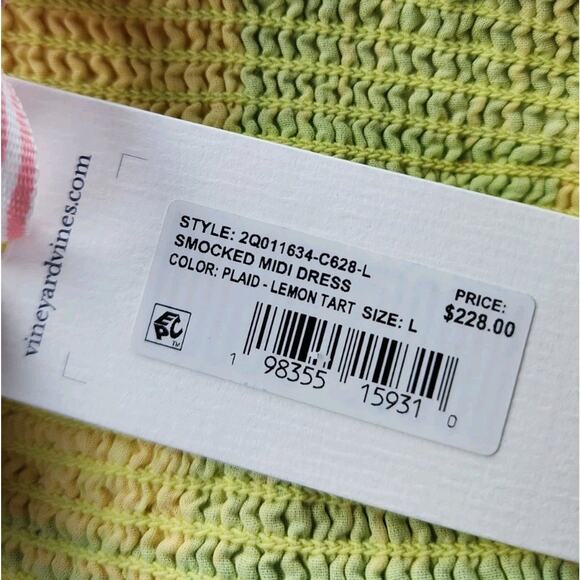 vineyardvines.com
STYLE: 2Q011634-C628-L
SMOCKED MIDI DRESS
COLOR: PLAID - LEMON TART SIZE: L
PRICE:
$228.00
EPC™
1 98355 15931 0